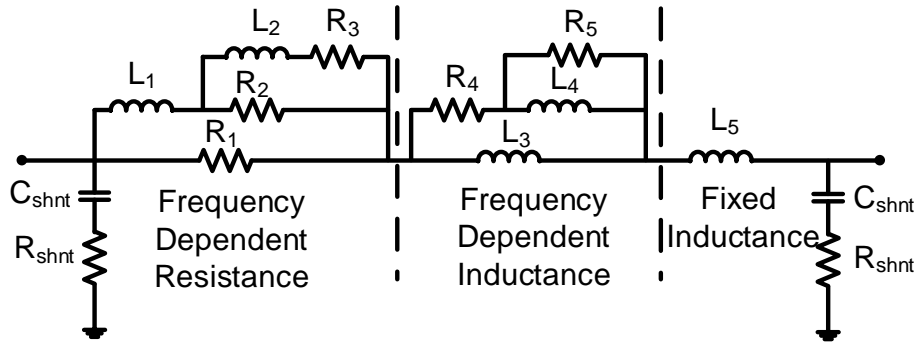 L2
R3
R5
L1
R2
R4
L4
R1
L3
L5
Cshnt
Rshnt
Frequency
Dependent
Resistance
Frequency
Dependent
Inductance
Fixed
Inductance
Cshnt
Rshnt